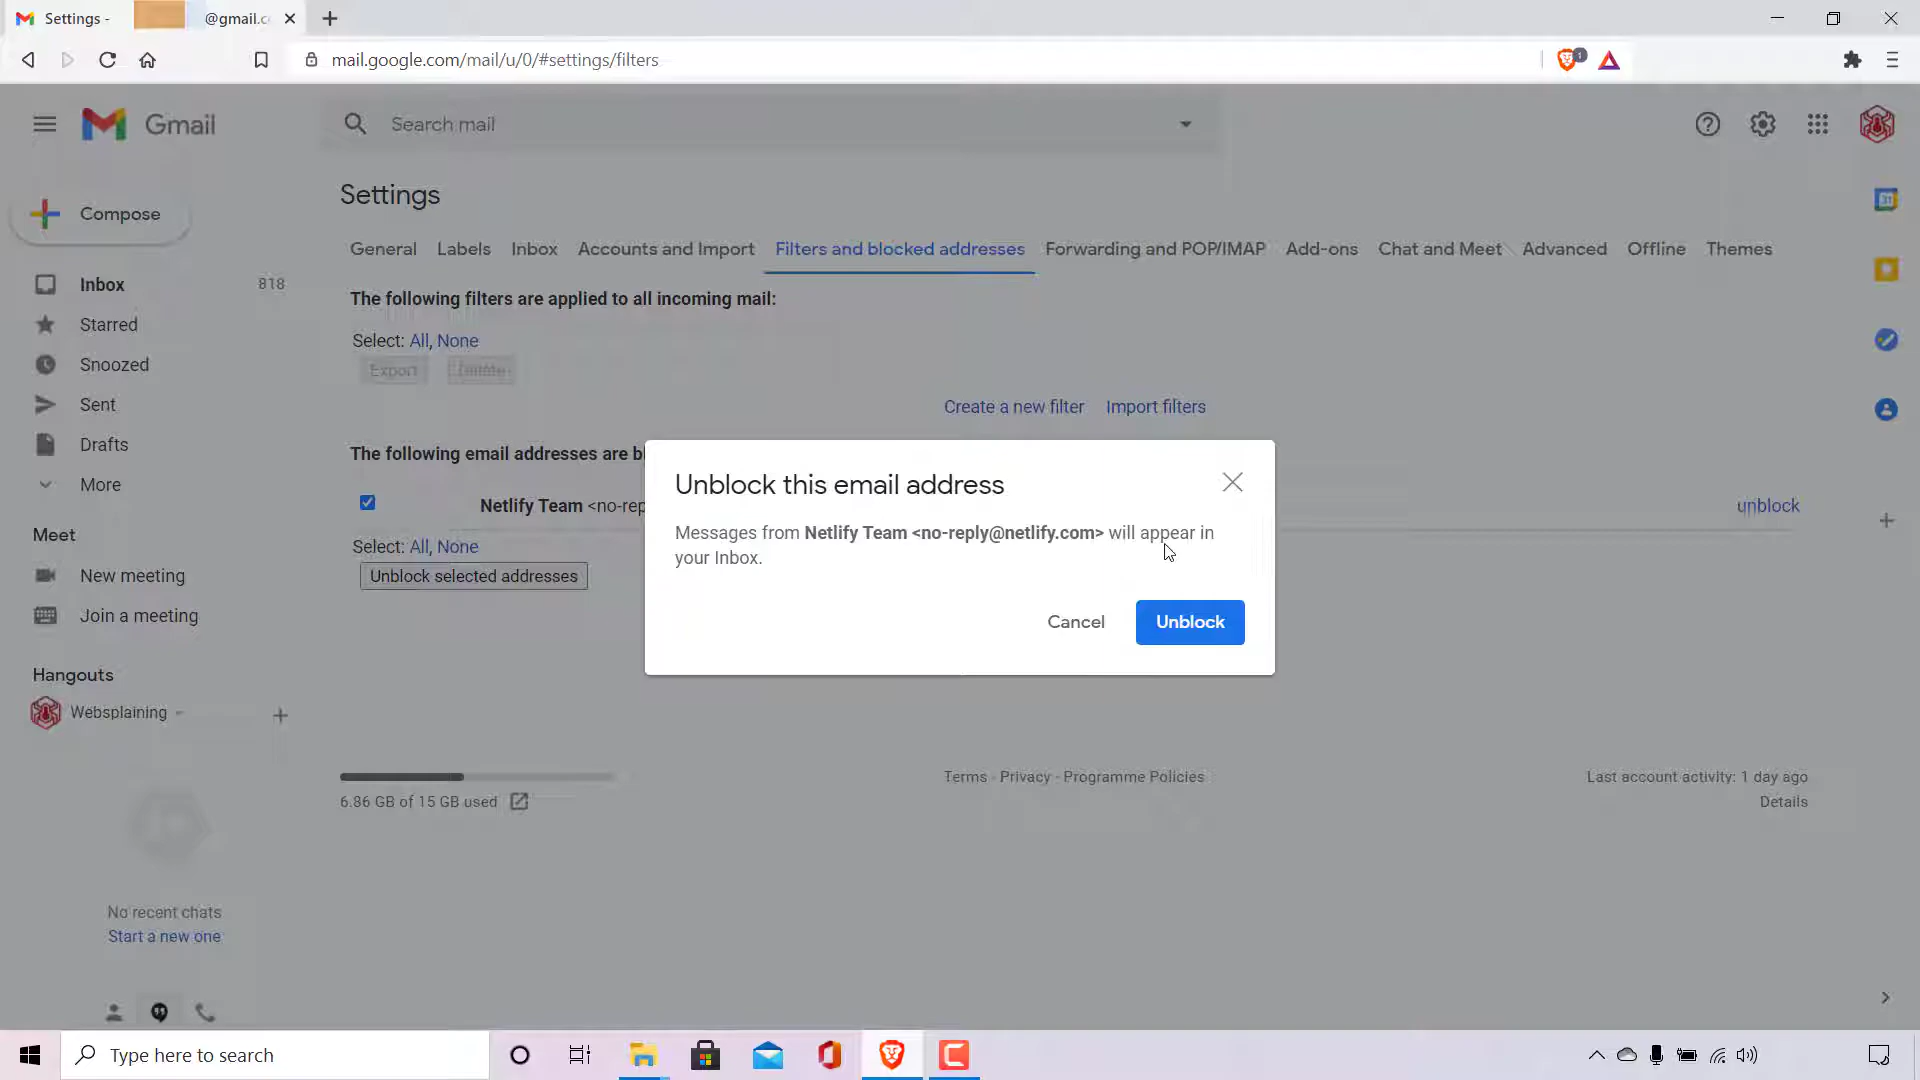 Settings -
@gmail.c
mail.google.com/mail/u/0/#settings/filters
1
Gmail
Search mail
Settings
Compose
General Labels Inbox Accounts and Import Filters and blocked addresses Forwarding and POP/IMAP Add-ons Chat and Meet Advanced Offline Themes
31
Inbox 818
Starred
Snoozed
Sent
Drafts
More
The following filters are applied to all incoming mail:
Select: All, None
Export Delete
Create a new filter Import filters
The following email addresses are bl
Netlify Team <no-rep
unblock
Select: All, None
Unblock selected addresses
Unblock this email address
Messages from Netlify Team <no-reply@netlify.com> will appear in
your Inbox.
Cancel Unblock
Meet
New meeting
Join a meeting
Hangouts
Websplaining
6.86 GB of 15 GB used
Terms - Privacy - Programme Policies
Last account activity: 1 day ago
Details
No recent chats
Start a new one
Type here to search